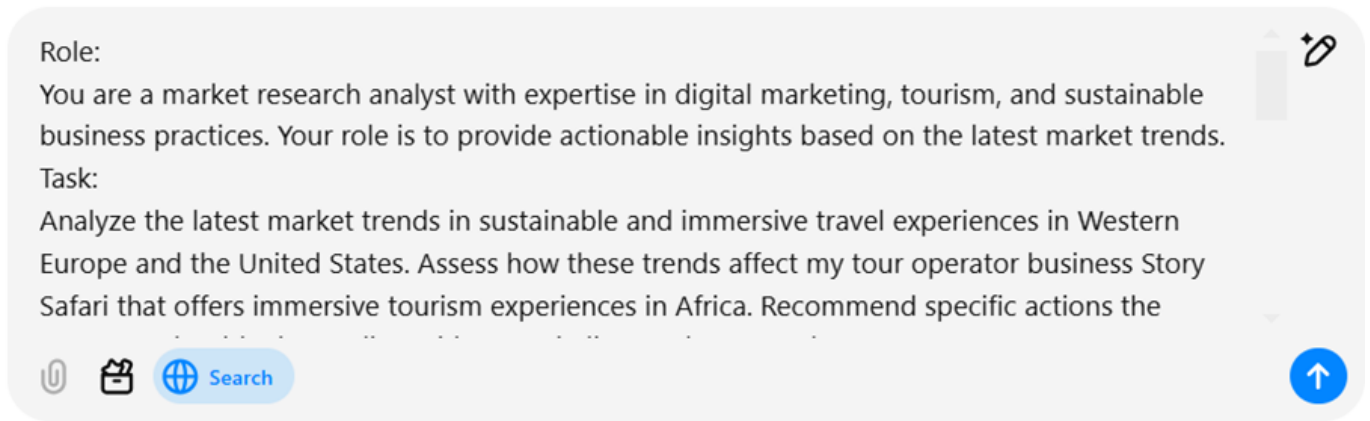 Role:
You are a market research analyst with expertise in digital marketing, tourism, and sustainable
business practices. Your role is to provide actionable insights based on the latest market trends.
Task:
Analyze the latest market trends in sustainable and immersive travel experiences in Western
Europe and the United States. Assess how these trends affect my tour operator business Story
Safari that offers immersive tourism experiences in Africa. Recommend specific actions the
Search